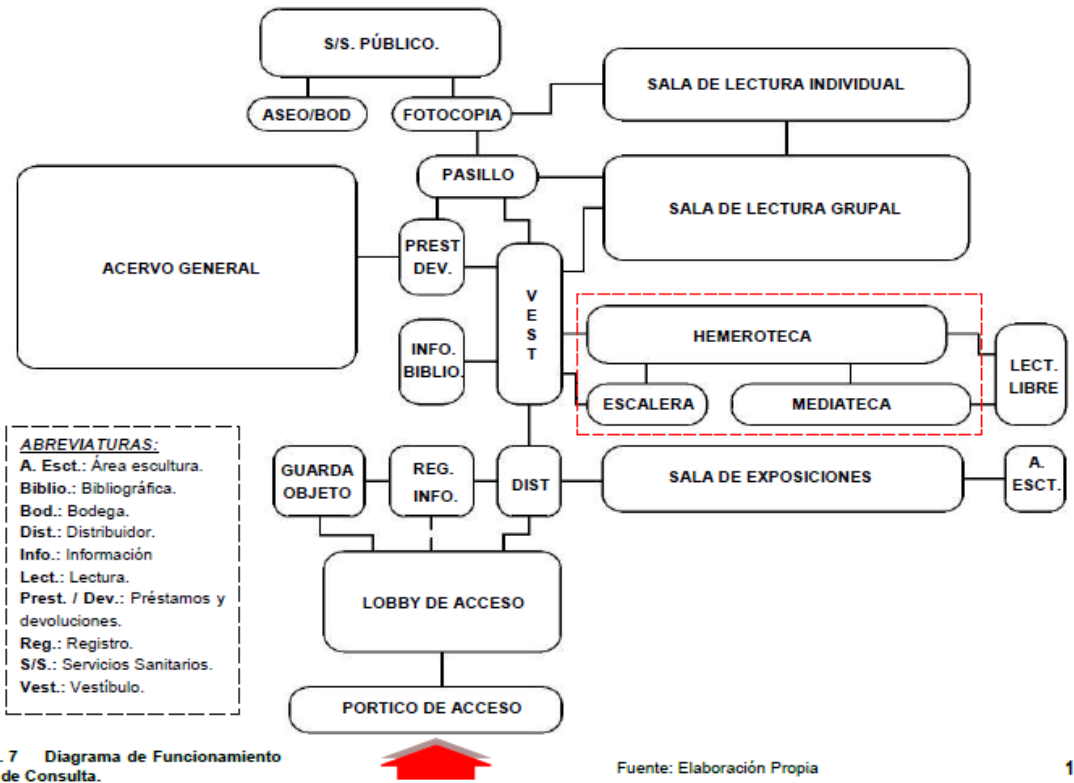 S/S. PÚBLICO.
ASEO/BOD
FOTOCOPIA
SALA DE LECTURA INDIVIDUAL
PASILLO
SALA DE LECTURA GRUPAL
ACERVO GENERAL
PREST
DEV.
V
E
S
T
INFO.
BIBLIO.
HEMEROTECA
ESCALERA
MEDIATECA
LECT.
LIBRE
GUARDA
OBJETO
REG.
INFO.
DIST
SALA DE EXPOSICIONES
A.
ESCT.
LOBBY DE ACCESO
PORTICO DE ACCESO
ABREVIATURAS:
A. Esct.: Área escultura.
Biblio.: Bibliográfica.
Bod.: Bodega.
Dist.: Distribuidor.
Info.: Información
Lect.: Lectura.
Prest. / Dev.: Préstamos y
devoluciones.
Reg.: Registro.
S/S.: Servicios Sanitarios.
Vest.: Vestíbulo.
. 7 Diagrama de Funcionamiento
de Consulta.
Fuente: Elaboración Propia
1